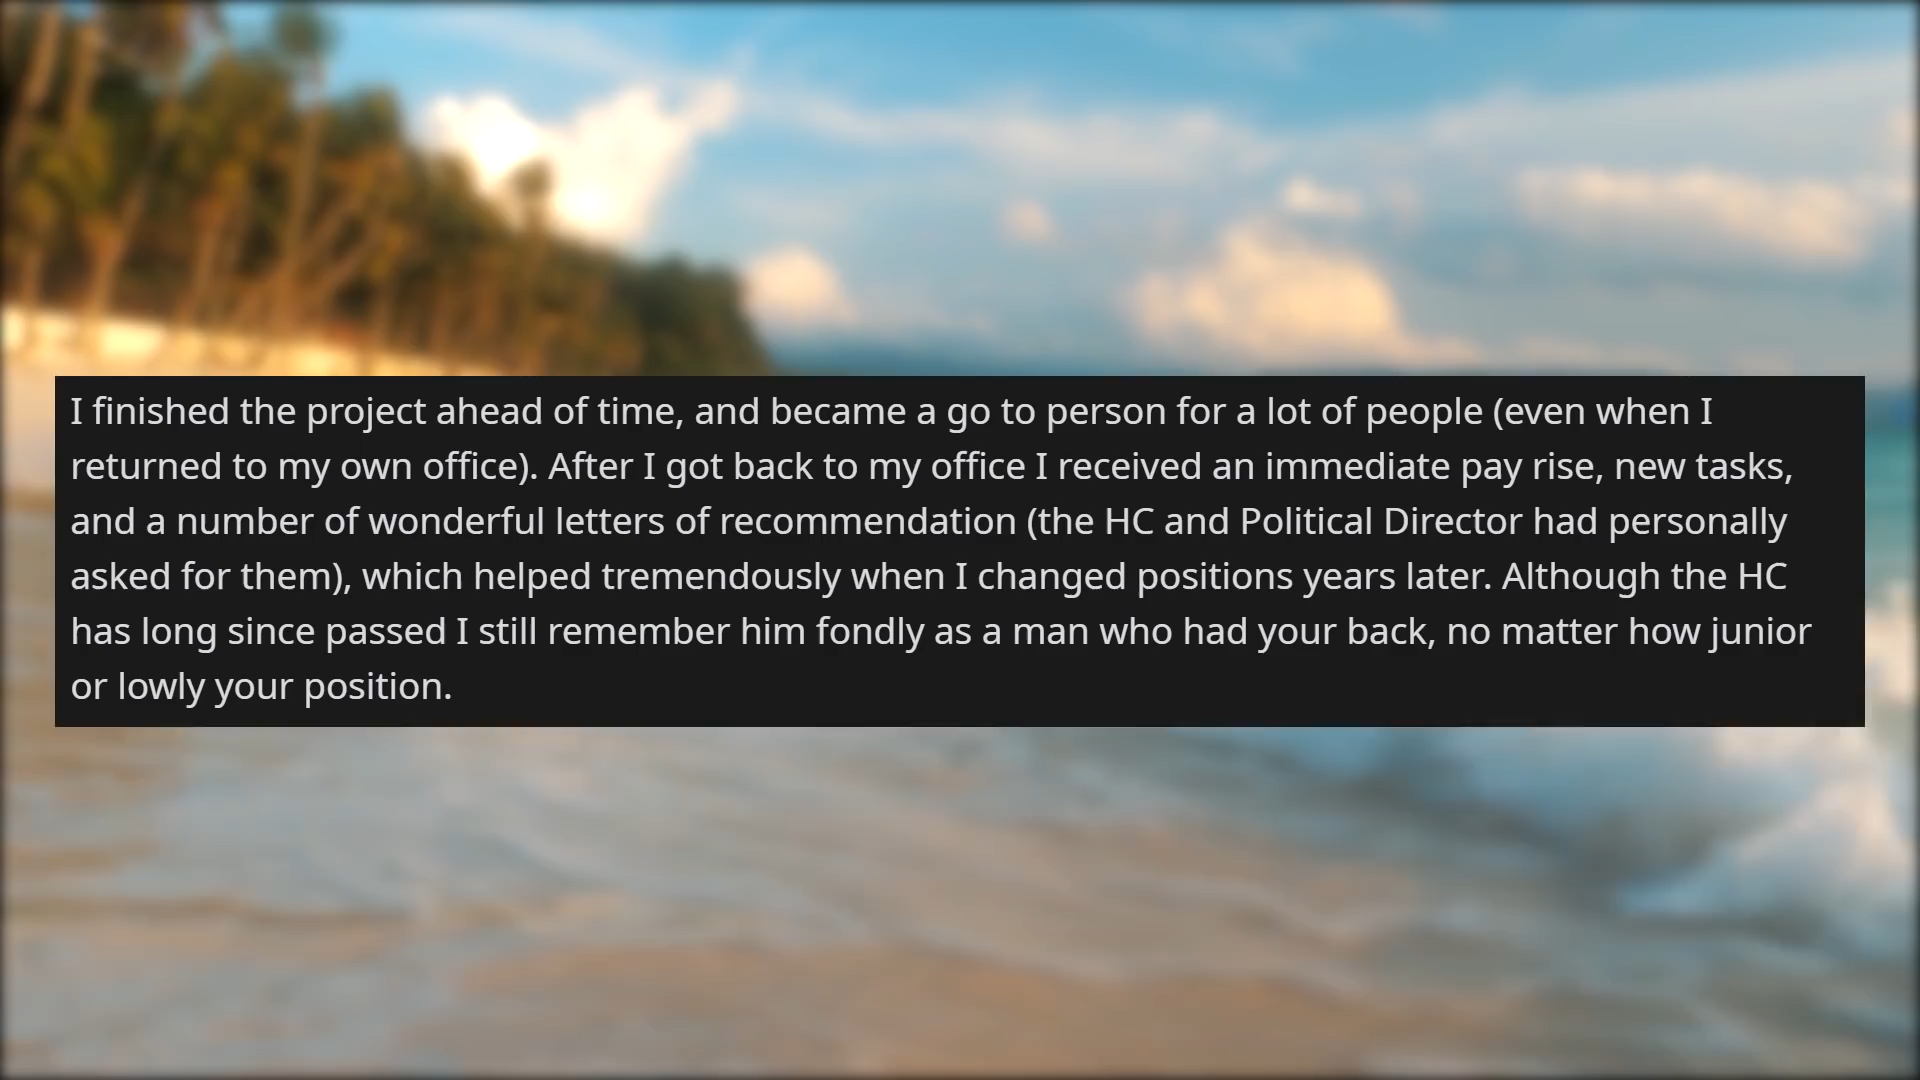 I finished the project ahead of time, and became a go to person for a lot of people (even when I
returned to my own office). After I got back to my office I received an immediate pay rise, new tasks,
and a number of wonderful letters of recommendation (the HC and Political Director had personally
asked for them), which helped tremendously when I changed positions years later. Although the HC
has long since passed I still remember him fondly as a man who had your back, no matter how junior
or lowly your position.